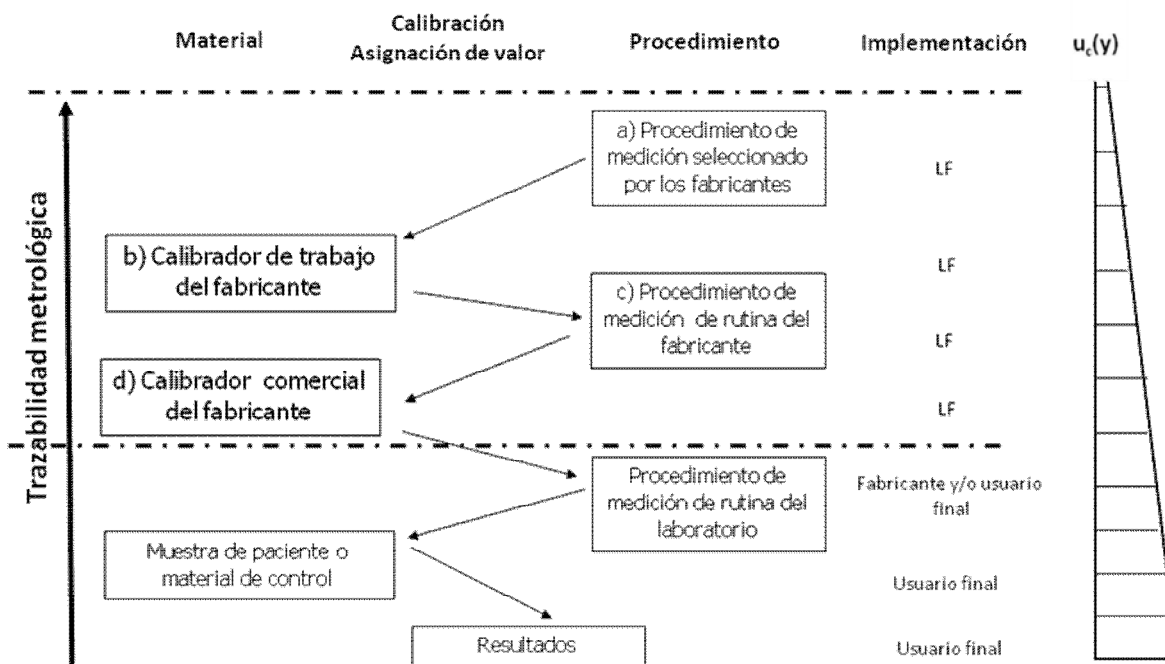 Material
Calibración
Asignación de valor
Procedimiento
Implementación
u_c(y)
Trazabilidad metrológica
a) Procedimiento de
medición seleccionado
por los fabricantes
LF
b) Calibrador de trabajo
del fabricante
LF
c) Procedimiento de
medición de rutina del
fabricante
LF
d) Calibrador comercial
del fabricante
LF
Procedimiento de
medición de rutina del
laboratorio
Fabricante y/o usuario
final
Muestra de paciente o
material de control
Usuario final
Resultados
Usuario final